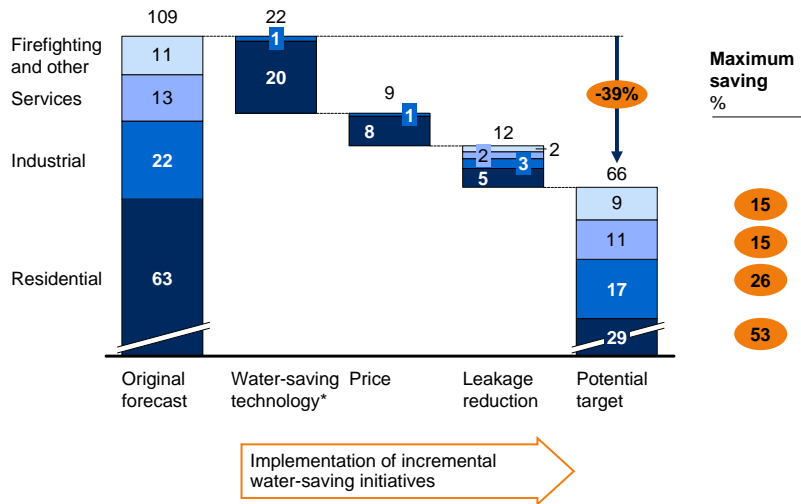 109
22
Firefighting
and other
11
1
Maximum
saving
%
20
-39%
Services
13
9
1
8
12
2
2
3
5
Industrial
22
66
9
15
11
15
17
26
Residential
63
29
53
Original
forecast
Water-saving
technology*
Price
Leakage
reduction
Potential
target
Implementation of incremental
water-saving initiatives